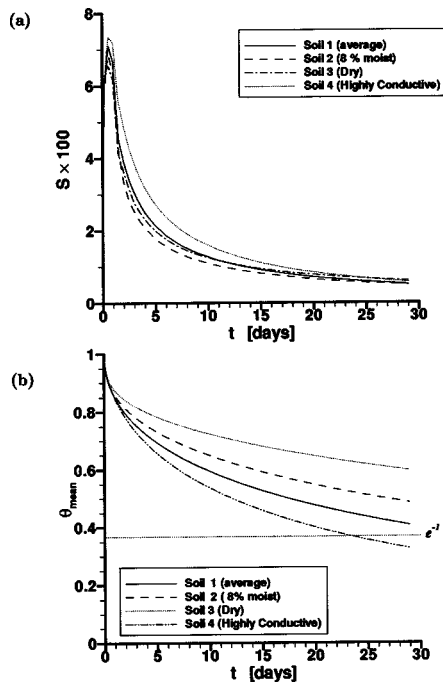 (a)
8
6
4
2
0
S × 100
Soil 1 (average)
Soil 2 (8 % moist)
Soil 3 (Dry)
Soil 4 (Highly Conductive)
0 5 10 15 20 25 30
t [days]
(b)
1
0.8
0.6
0.4
0.2
0
θmean
e⁻¹
Soil 1 (average)
Soil 2 ( 8% moist)
Soil 3 (Dry)
Soil 4 (Highly Conductive)
0 5 10 15 20 25 30
t [days]